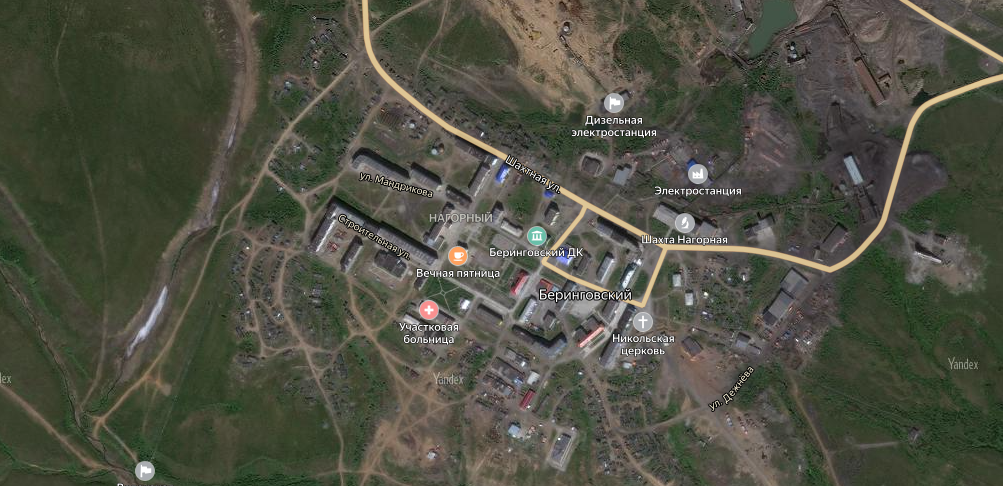 Дизельная
электростанция
Шахтная ул.
ул. Мандрикова
Электростанция
НАГОРНЫЙ
Строительная ул.
Шахта Нагорная
Беринговский ДК
Вечная пятница
Беринговский
Участковая
больница
Никольская
церковь
Yandex
Yandex
ул. Дежнёва